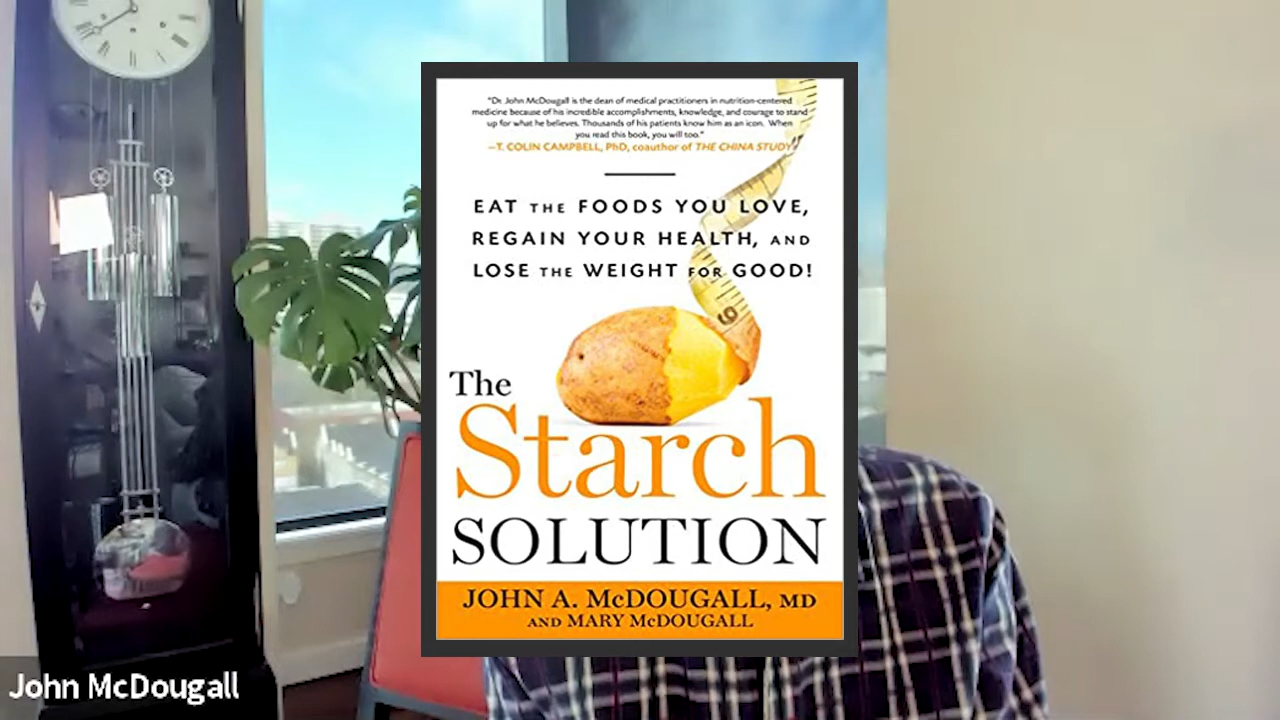 "Dr. John McDougall is the dean of medical practitioners in nutrition-centered
medicine because of his incredible accomplishments, knowledge, and courage to stand
up for what he believes. Thousands of his patients know him as an icon. When
you read this book, you will too."
—T. COLIN CAMPBELL, PhD, coauthor of THE CHINA STUDY
EAT THE FOODS YOU LOVE,
REGAIN YOUR HEALTH, AND
LOSE THE WEIGHT FOR GOOD!
9
The
Starch
SOLUTION
JOHN A. McDOUGALL, MD
AND MARY McDOUGALL
John McDougall